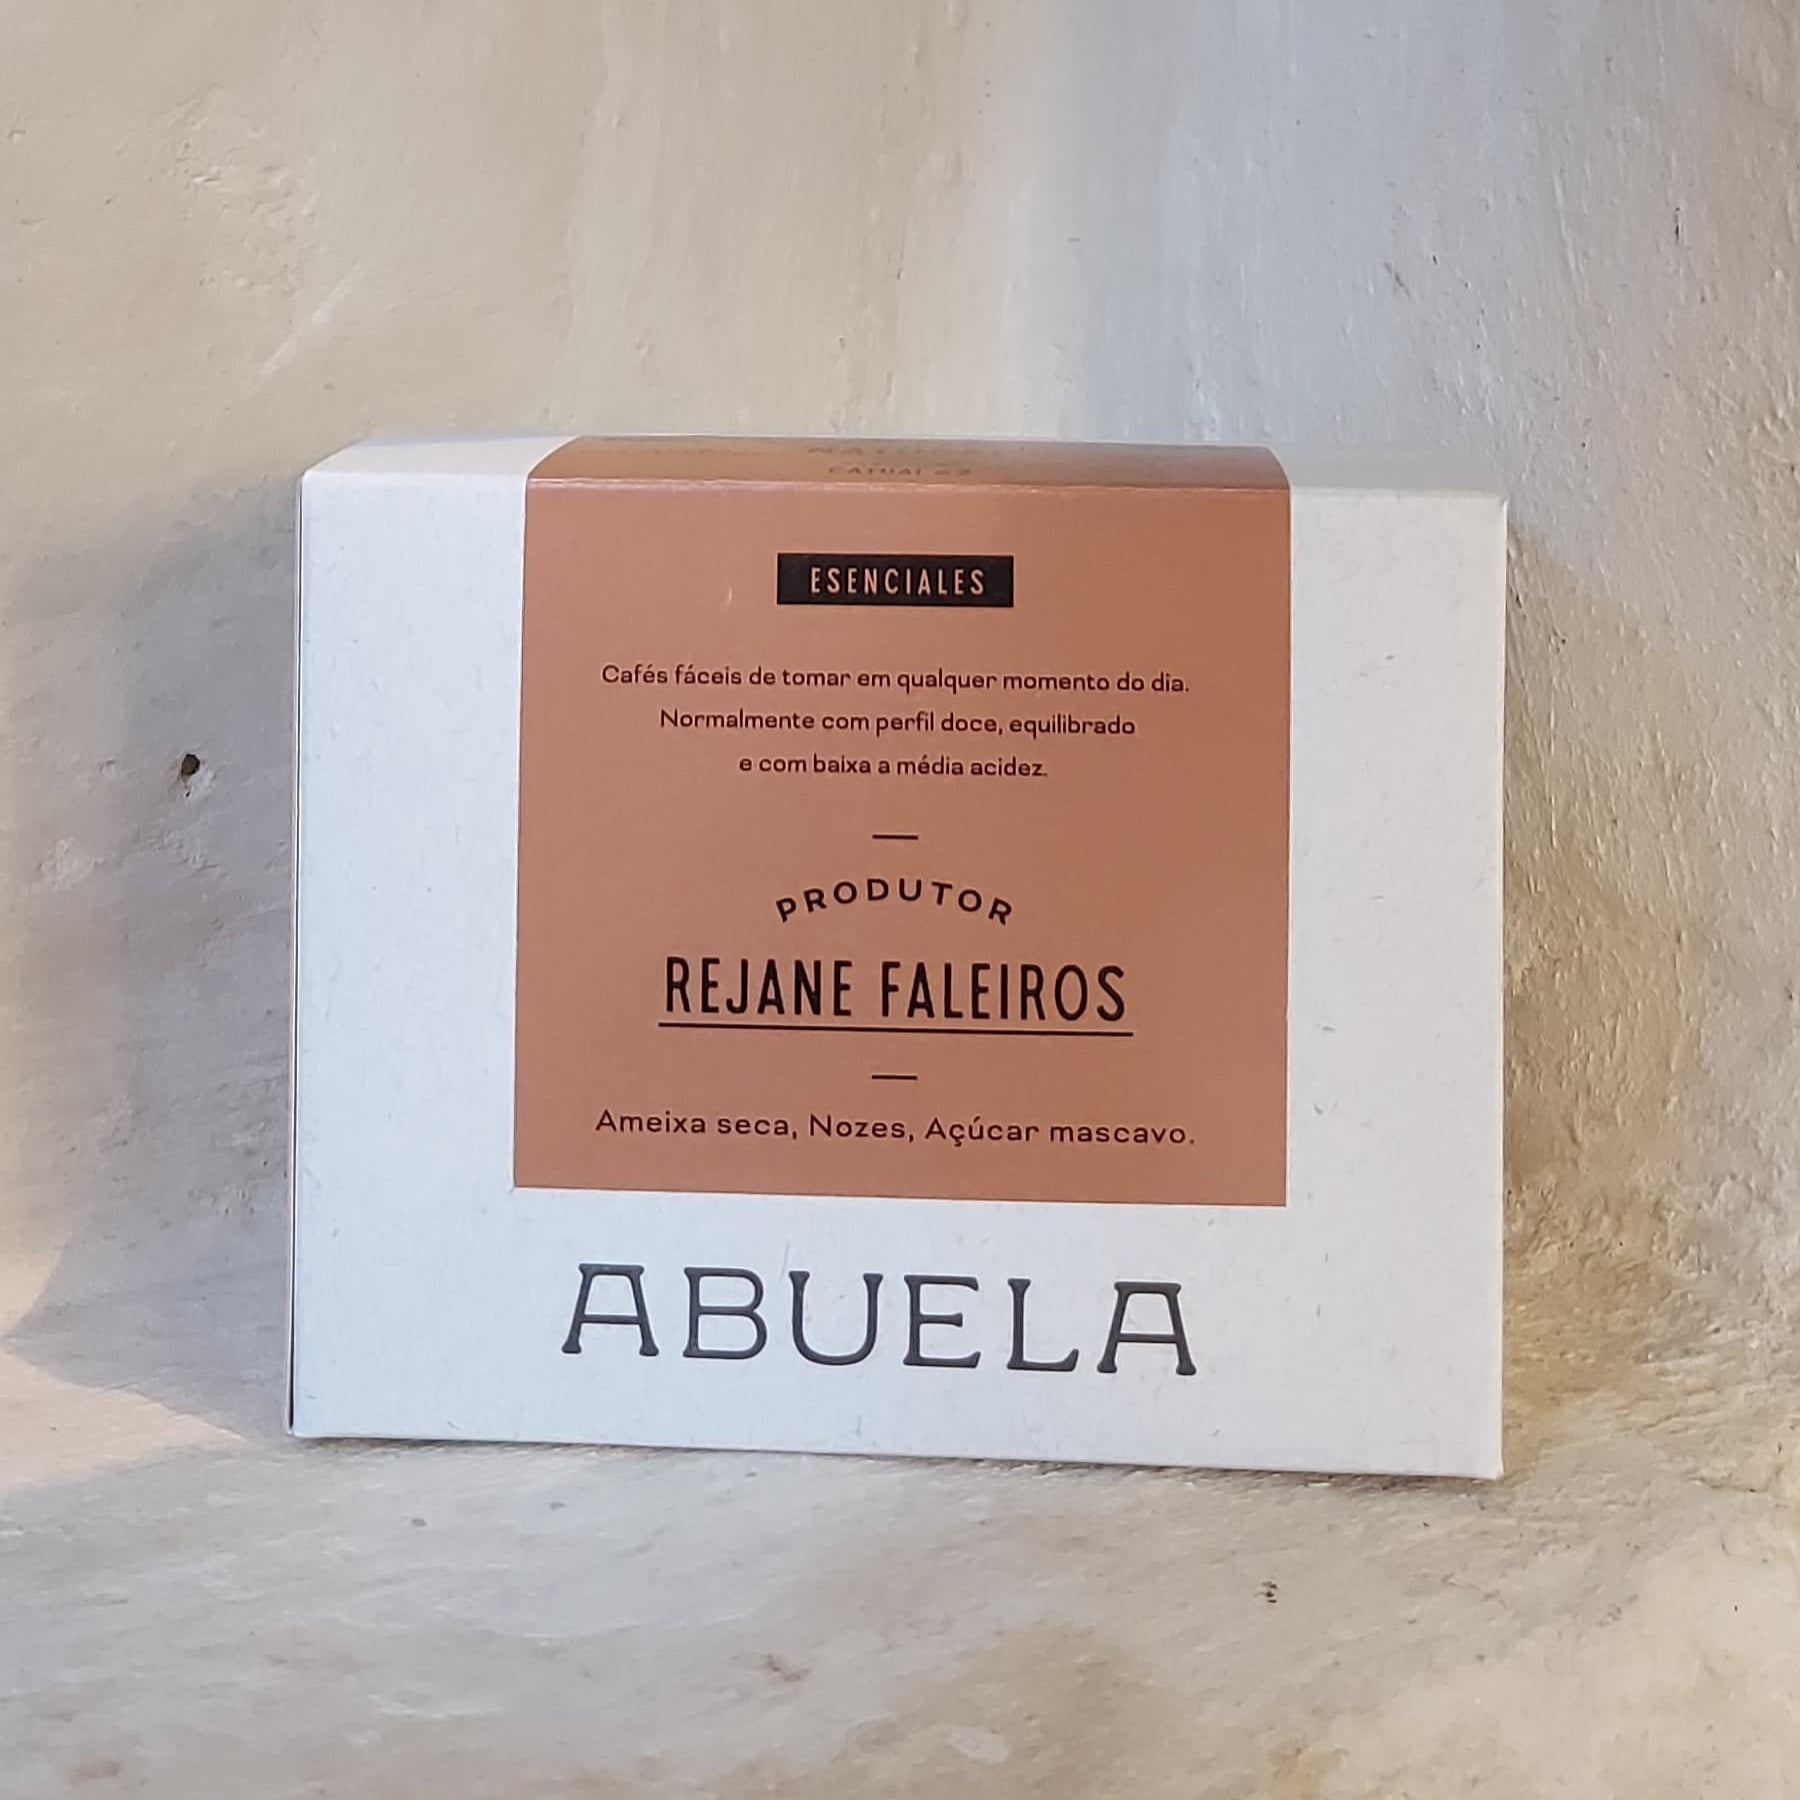 ESENCIALES
Cafés fáceis de tomar em qualquer momento do dia.
Normalmente com perfil doce, equilibrado
e com baixa a média acidez.
PRODUTOR
REJANE FALEIROS
Ameixa seca, Nozes, Açúcar mascavo.
ABUELA